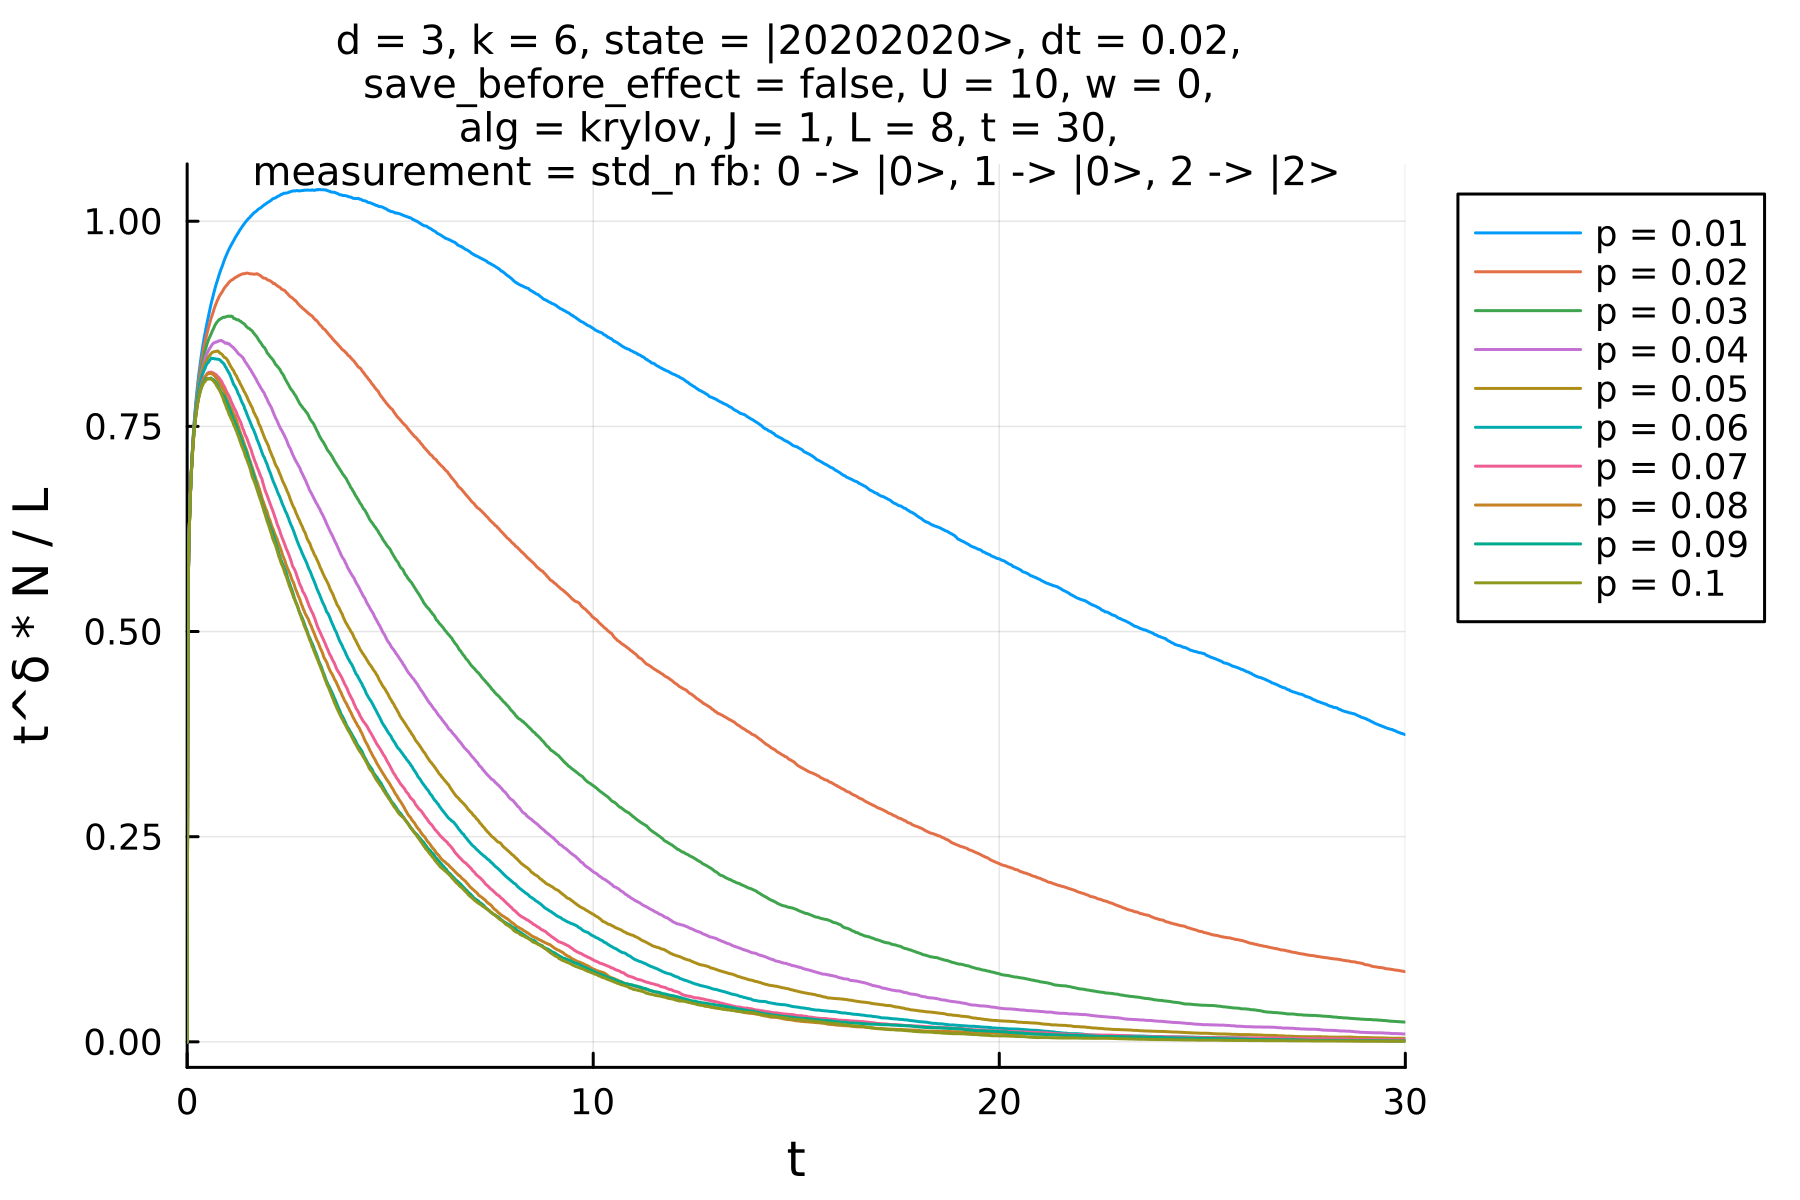 d = 3, k = 6, state = |20202020>, dt = 0.02,
save_before_effect = false, U = 10, w = 0,
alg = krylov, J = 1, L = 8, t = 30,
measurement = std_n fb: 0 -> |0>, 1 -> |0>, 2 -> |2>
t^δ * N / L
1.00
0.75
0.50
0.25
0.00
0
10
20
30
t
p = 0.01
p = 0.02
p = 0.03
p = 0.04
p = 0.05
p = 0.06
p = 0.07
p = 0.08
p = 0.09
p = 0.1